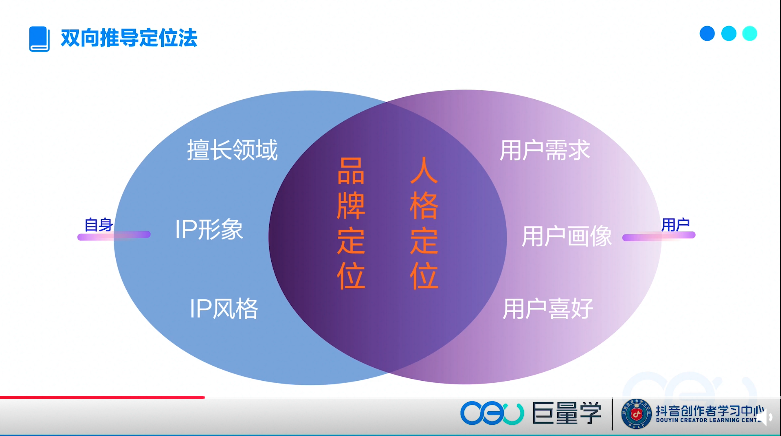 双向推导定位法
擅长领域
IP形象
IP风格
自身
品牌定位
人格定位
用户需求
用户画像
用户喜好
用户
巨量学
抖音创作者学习中心
DOUYIN CREATOR LEARNING CENTER